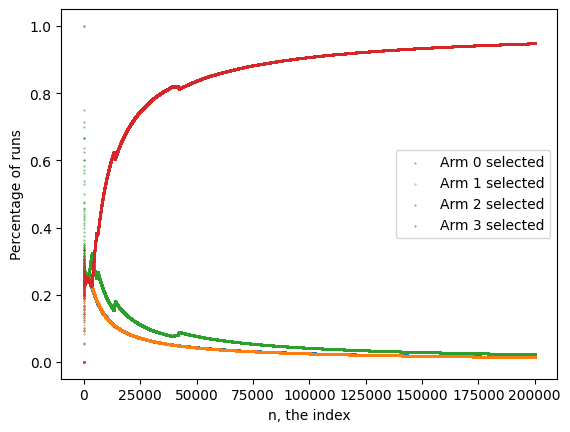 1.0
0.8
0.6
0.4
0.2
0.0
Percentage of runs
Arm 0 selected
Arm 1 selected
Arm 2 selected
Arm 3 selected
0 25000 50000 75000 100000 125000 150000 175000 200000
n, the index